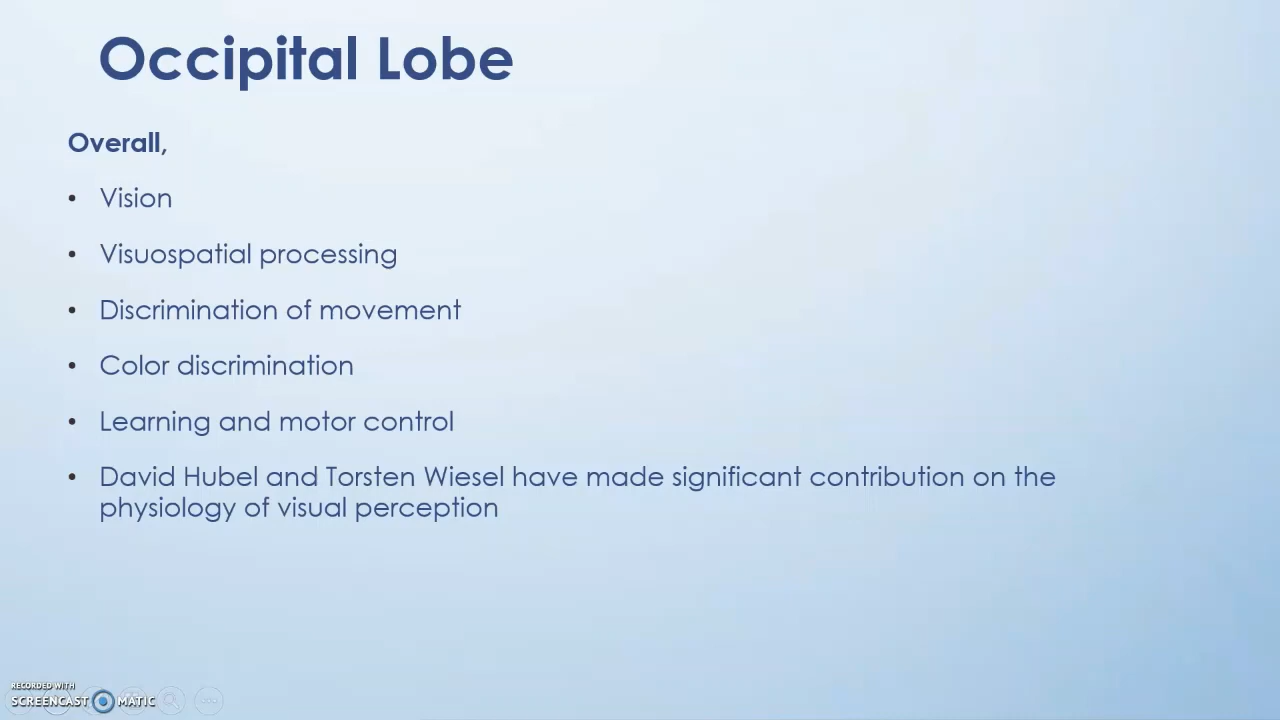 Occipital Lobe
Overall,
• Vision
• Visuospatial processing
• Discrimination of movement
• Color discrimination
• Learning and motor control
• David Hubel and Torsten Wiesel have made significant contribution on the
physiology of visual perception
RECORDED WITH
SCREENCAST MATIC